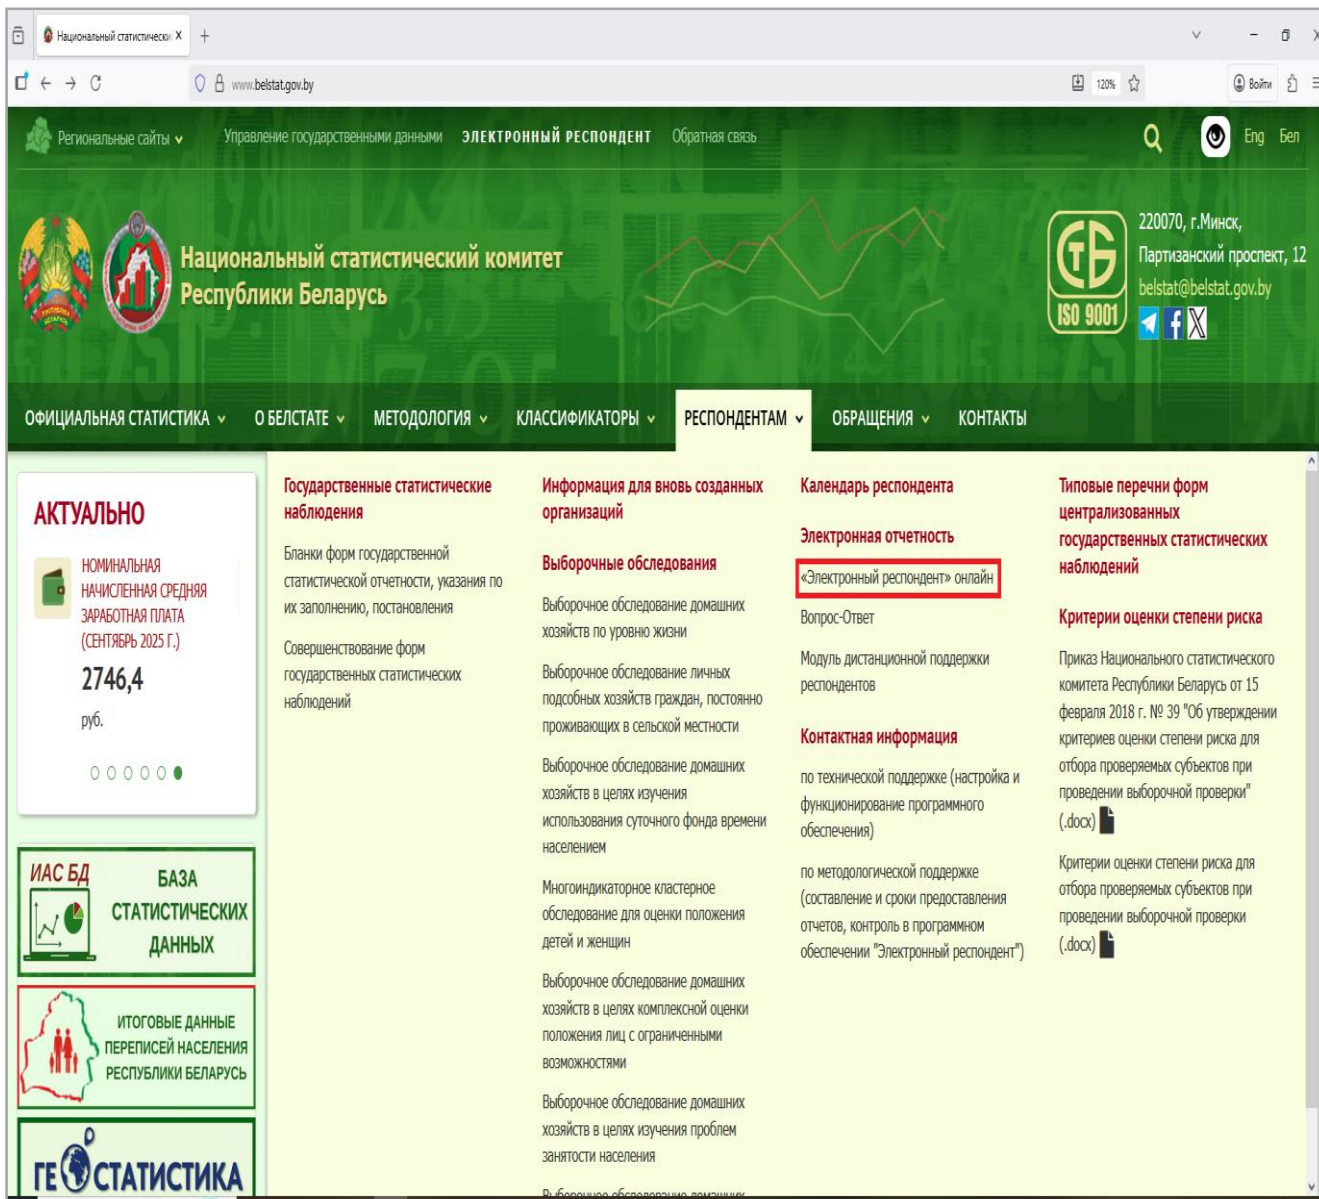 Национальный статистически
www.belstat.gov.by
120%
Войти
Региональные сайты
Управление государственными данными
ЭЛЕКТРОННЫЙ РЕСПОНДЕНТ
Обратная связь
Eng
Бел
Национальный статистический комитет
Республики Беларусь
СТБ
ISO 9001
220070, г.Минск,
Партизанский проспект, 12
belstat@belstat.gov.by
ОФИЦИАЛЬНАЯ СТАТИСТИКА
О БЕЛСТАТЕ
МЕТОДОЛОГИЯ
КЛАССИФИКАТОРЫ
РЕСПОНДЕНТАМ
ОБРАЩЕНИЯ
КОНТАКТЫ
АКТУАЛЬНО
НОМИНАЛЬНАЯ
НАЧИСЛЕННАЯ СРЕДНЯЯ
ЗАРАБОТНАЯ ПЛАТА
(СЕНТЯБРЬ 2025 Г.)
2746,4
руб.
ИАС БД
БАЗА
СТАТИСТИЧЕСКИХ
ДАННЫХ
ИТОГОВЫЕ ДАННЫЕ
ПЕРЕПИСЕЙ НАСЕЛЕНИЯ
РЕСПУБЛИКИ БЕЛАРУСЬ
ГЕОСТАТИСТИКА
Государственные статистические
наблюдения
Бланки форм государственной
статистической отчетности, указания по
их заполнению, постановления
Совершенствование форм
государственных статистических
наблюдений
Информация для вновь созданных
организаций
Выборочные обследования
Выборочное обследование домашних
хозяйств по уровню жизни
Выборочное обследование личных
подсобных хозяйств граждан, постоянно
проживающих в сельской местности
Выборочное обследование домашних
хозяйств в целях изучения
использования суточного фонда времени
населением
Многоиндикаторное кластерное
обследование для оценки положения
детей и женщин
Выборочное обследование домашних
хозяйств в целях комплексной оценки
положения лиц с ограниченными
возможностями
Выборочное обследование домашних
хозяйств в целях изучения проблем
занятости населения
Выборочное обследование домашних
Календарь респондента
Электронная отчетность
«Электронный респондент» онлайн
Вопрос-Ответ
Модуль дистанционной поддержки
респондентов
Контактная информация
по технической поддержке (настройка и
функционирование программного
обеспечения)
по методологической поддержке
(составление и сроки предоставления
отчетов, контроль в программном
обеспечении "Электронный респондент")
Типовые перечни форм
централизованных
государственных статистических
наблюдений
Критерии оценки степени риска
Приказ Национального статистического
комитета Республики Беларусь от 15
февраля 2018 г. № 39 "Об утверждении
критериев оценки степени риска для
отбора проверяемых субъектов при
проведении выборочной проверки"
(.docx)
Критерии оценки степени риска для
отбора проверяемых субъектов при
проведении выборочной проверки
(.docx)